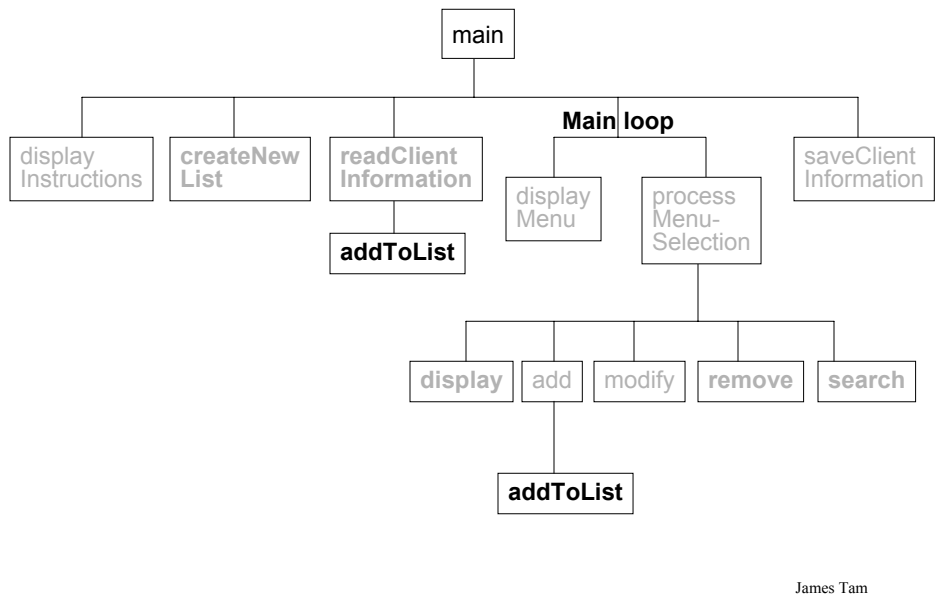 main
Main loop
display
Instructions
createNew
List
readClient
Information
saveClient
Information
display
Menu
process
Menu-
Selection
addToList
display
add
modify
remove
search
addToList
James Tam